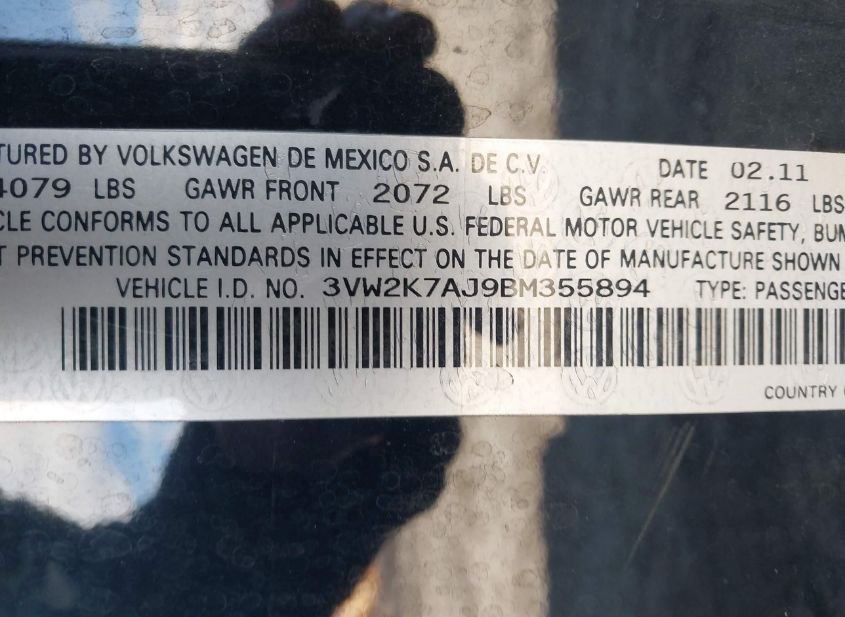 TURED BY VOLKSWAGEN DE MEXICO S.A. DE C.V. DATE 02.11
4079 LBS GAWR FRONT 2072 LBS GAWR REAR 2116 LBS
CLE CONFORMS TO ALL APPLICABLE U.S. FEDERAL MOTOR VEHICLE SAFETY, BUM
T PREVENTION STANDARDS IN EFFECT ON THE DATE OF MANUFACTURE SHOWN
VEHICLE I.D. NO. 3VW2K7AJ9BM355894 TYPE: PASSENGE
COUNTRY